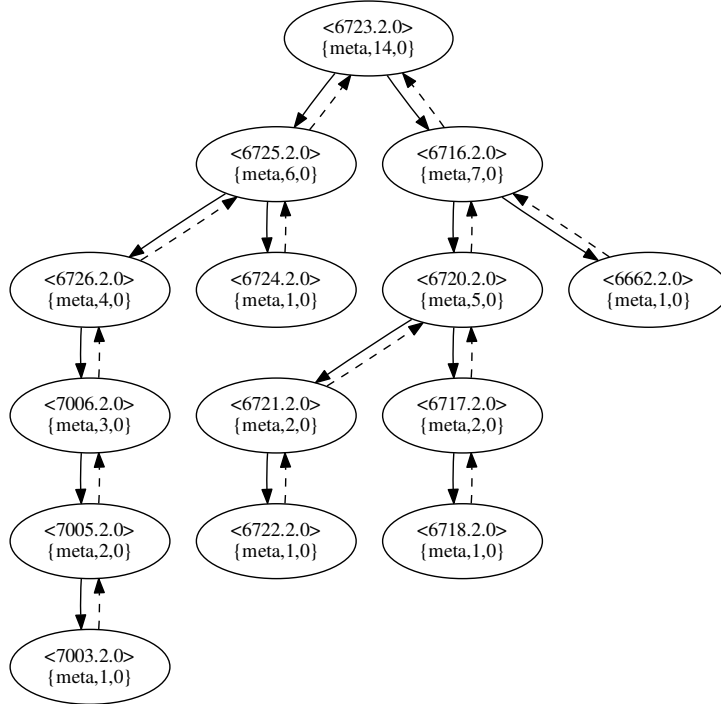 <6723.2.0>
{meta,14,0}
<6725.2.0>
{meta,6,0}
<6716.2.0>
{meta,7,0}
<6726.2.0>
{meta,4,0}
<6724.2.0>
{meta,1,0}
<6720.2.0>
{meta,5,0}
<6662.2.0>
{meta,1,0}
<7006.2.0>
{meta,3,0}
<6721.2.0>
{meta,2,0}
<6717.2.0>
{meta,2,0}
<7005.2.0>
{meta,2,0}
<6722.2.0>
{meta,1,0}
<6718.2.0>
{meta,1,0}
<7003.2.0>
{meta,1,0}